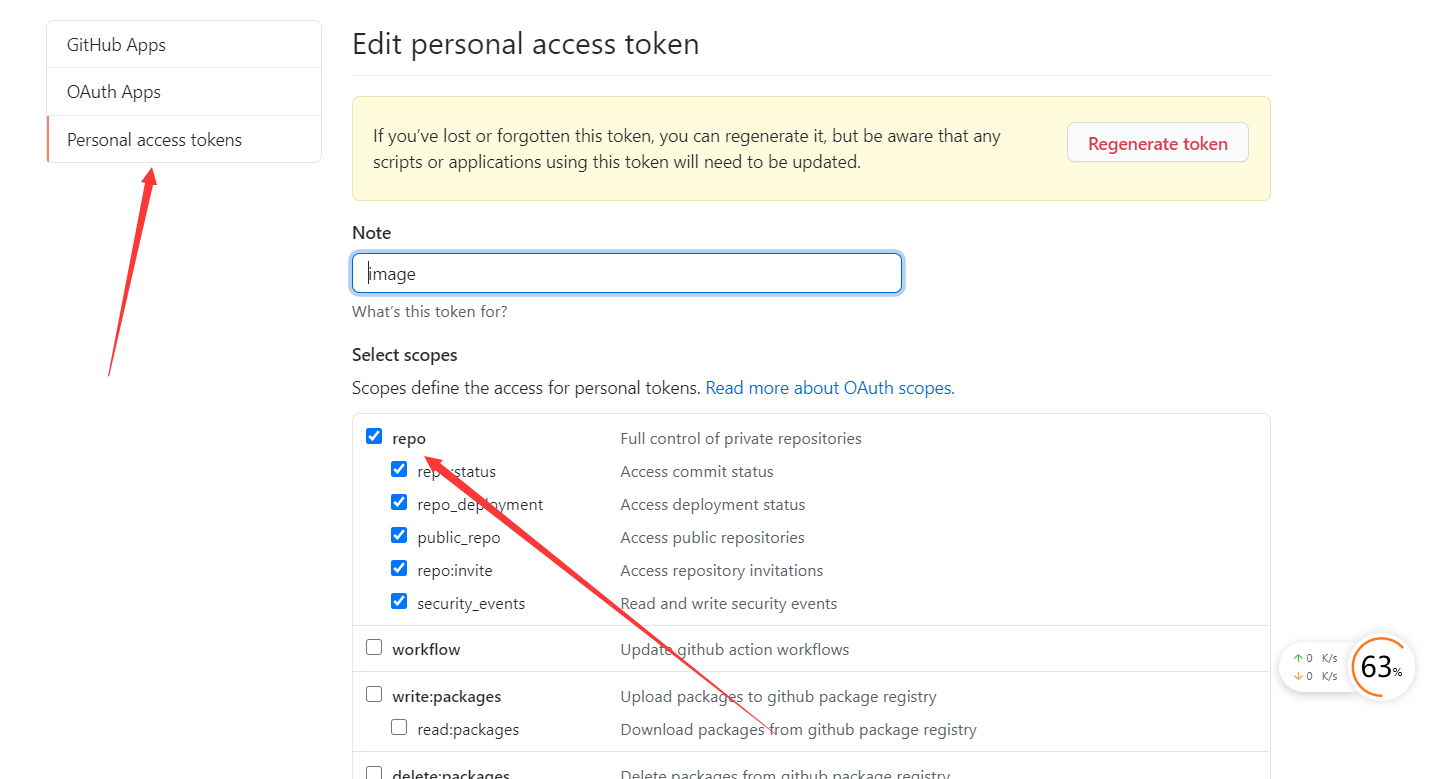 GitHub Apps
OAuth Apps
Personal access tokens
Edit personal access token
If you’ve lost or forgotten this token, you can regenerate it, but be aware that any
scripts or applications using this token will need to be updated.
Regenerate token
Note
image
What’s this token for?
Select scopes
Scopes define the access for personal tokens. Read more about OAuth scopes.
repo Full control of private repositories
repo:status Access commit status
repo_deployment Access deployment status
public_repo Access public repositories
repo:invite Access repository invitations
security_events Read and write security events
workflow Update github action workflows
write:packages Upload packages to github package registry
read:packages Download packages from github package registry
delete:packages Delete packages from github package registry
0 K/s
0 K/s
63%